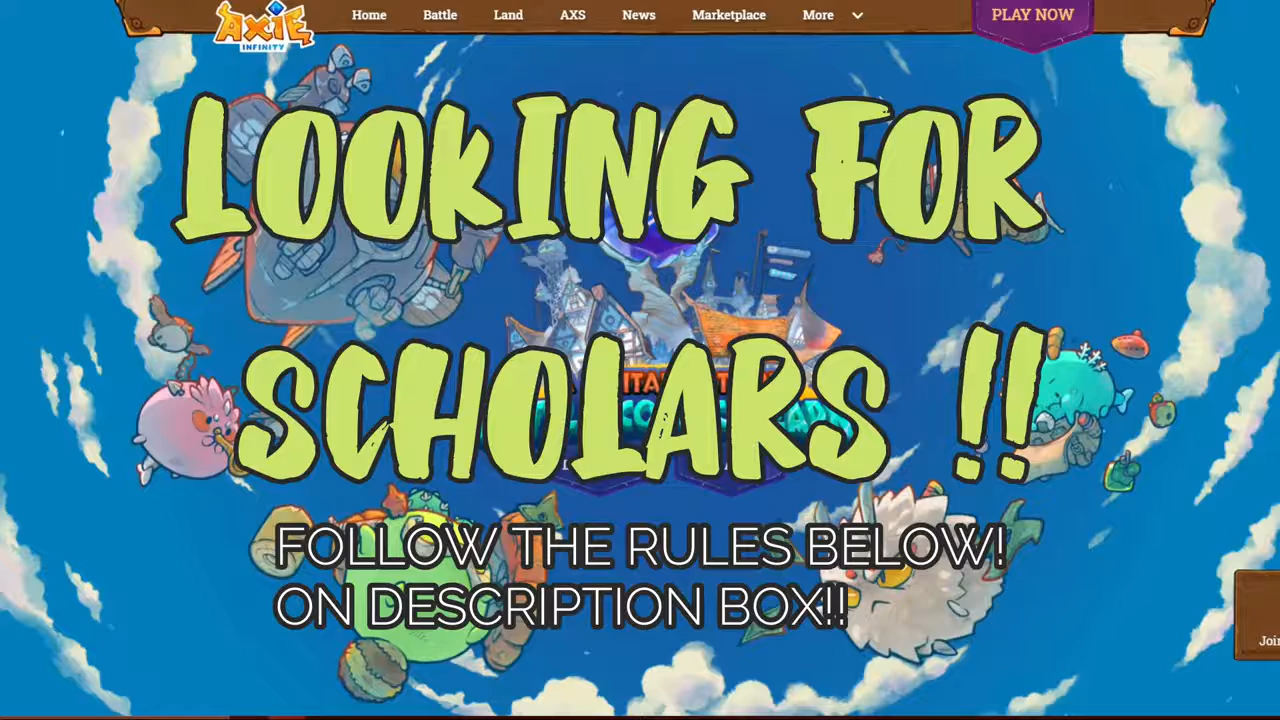 AXIE
INFINITY
Home Battle Land AXS News Marketplace More
PLAY NOW
LOOKING FOR
SCHOLARS !!
FOLLOW THE RULES BELOW!
ON DESCRIPTION BOX!!